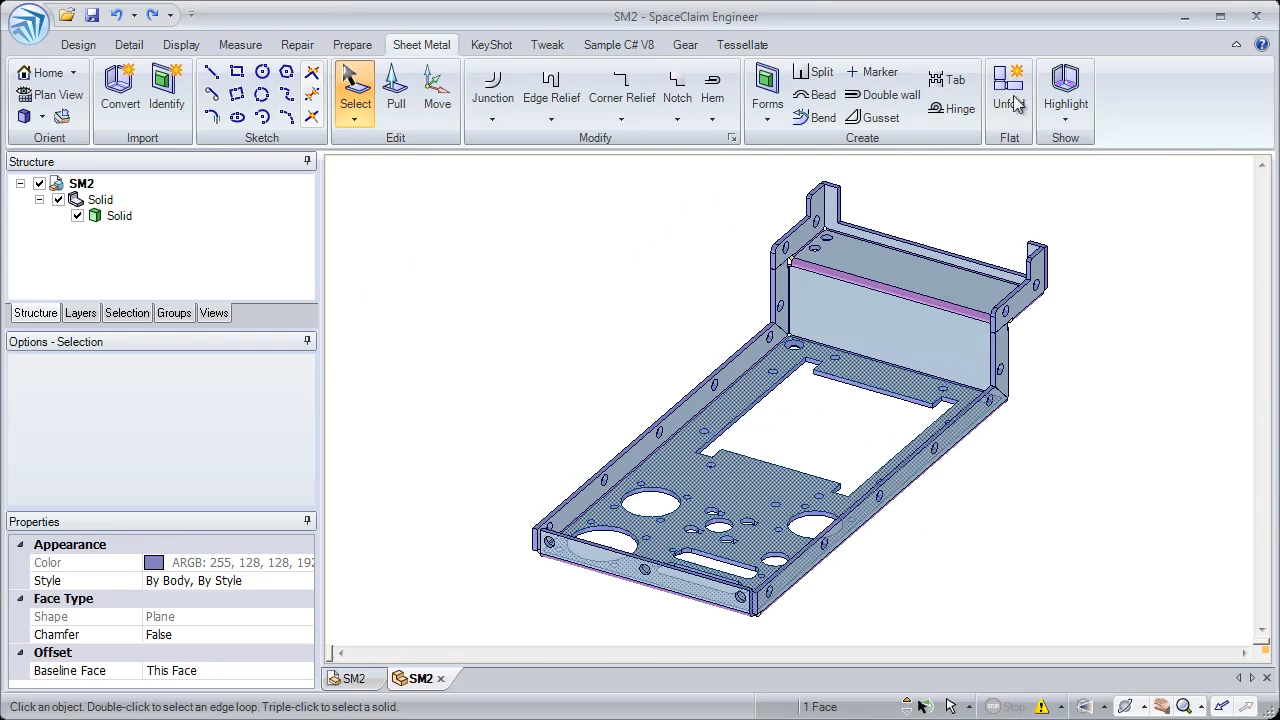 SM2 - SpaceClaim Engineer
Design Detail Display Measure Repair Prepare Sheet Metal KeyShot Tweak Sample C# V8 Gear Tessellate
Home
Plan View
Orient
Convert Identify
Import
Sketch
Select Pull Move
Edit
Junction Edge Relief Corner Relief Notch Hem
Modify
Forms
Split Marker
Bead Double wall
Bend Gusset
Tab
Hinge
Create
Unfold
Flat
Highlight
Show
Structure
SM2
Solid
Solid
Structure Layers Selection Groups Views
Options - Selection
Properties
Appearance
Color ARGB: 255, 128, 128, 192
Style By Body, By Style
Face Type
Shape Plane
Chamfer False
Offset
Baseline Face This Face
SM2 SM2
Click an object. Double-click to select an edge loop. Triple-click to select a solid. 1 Face Stop